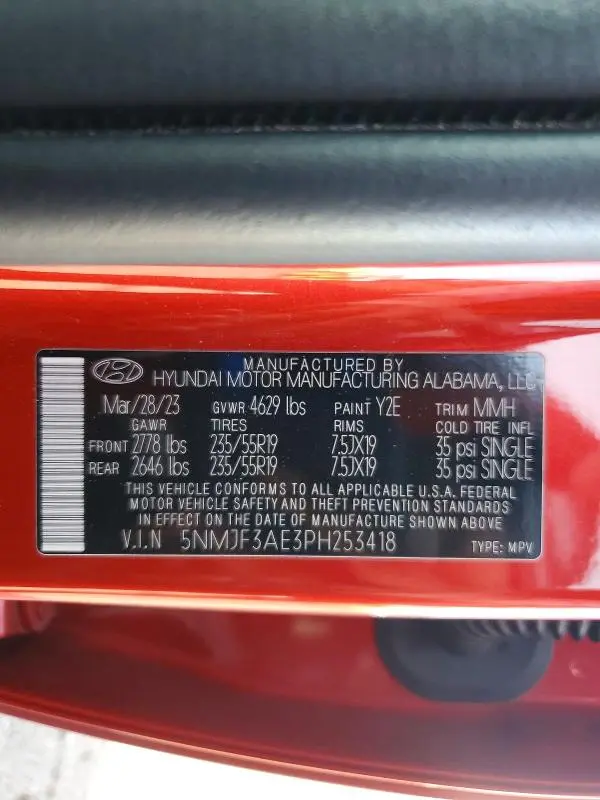 MANUFACTURED BY
HYUNDAI MOTOR MANUFACTURING ALABAMA, LLC
Mar/28/23 GVWR 4629 lbs PAINT Y2E TRIM MMH
GAWR TIRES RIMS COLD TIRE INFL
FRONT 2778 lbs 235/55R19 7.5JX19 35 psi SINGLE
REAR 2646 lbs 235/55R19 7.5JX19 35 psi SINGLE
THIS VEHICLE CONFORMS TO ALL APPLICABLE U.S.A. FEDERAL
MOTOR VEHICLE SAFETY AND THEFT PREVENTION STANDARDS
IN EFFECT ON THE DATE OF MANUFACTURE SHOWN ABOVE
V.I.N 5NMJF3AE3PH253418 TYPE: MPV